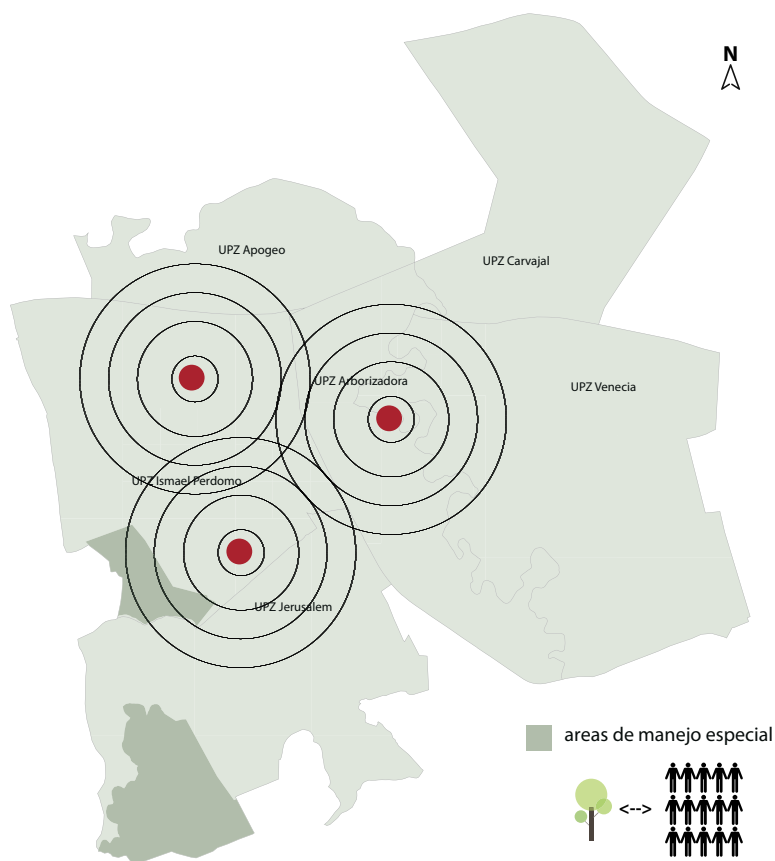 N
UPZ Apogeo
UPZ Carvajal
UPZ Arborizadora
UPZ Venecia
UPZ Ismael Perdomo
UPZ Jerusalem
areas de manejo especial
<-->